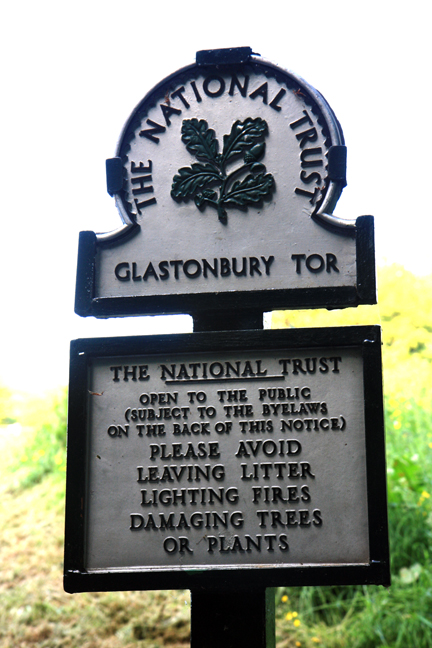 THE NATIONAL TRUST
GLASTONBURY TOR
THE NATIONAL TRUST
OPEN TO THE PUBLIC
(SUBJECT TO THE BYELAWS
ON THE BACK OF THIS NOTICE)
PLEASE AVOID
LEAVING LITTER
LIGHTING FIRES
DAMAGING TREES
OR PLANTS